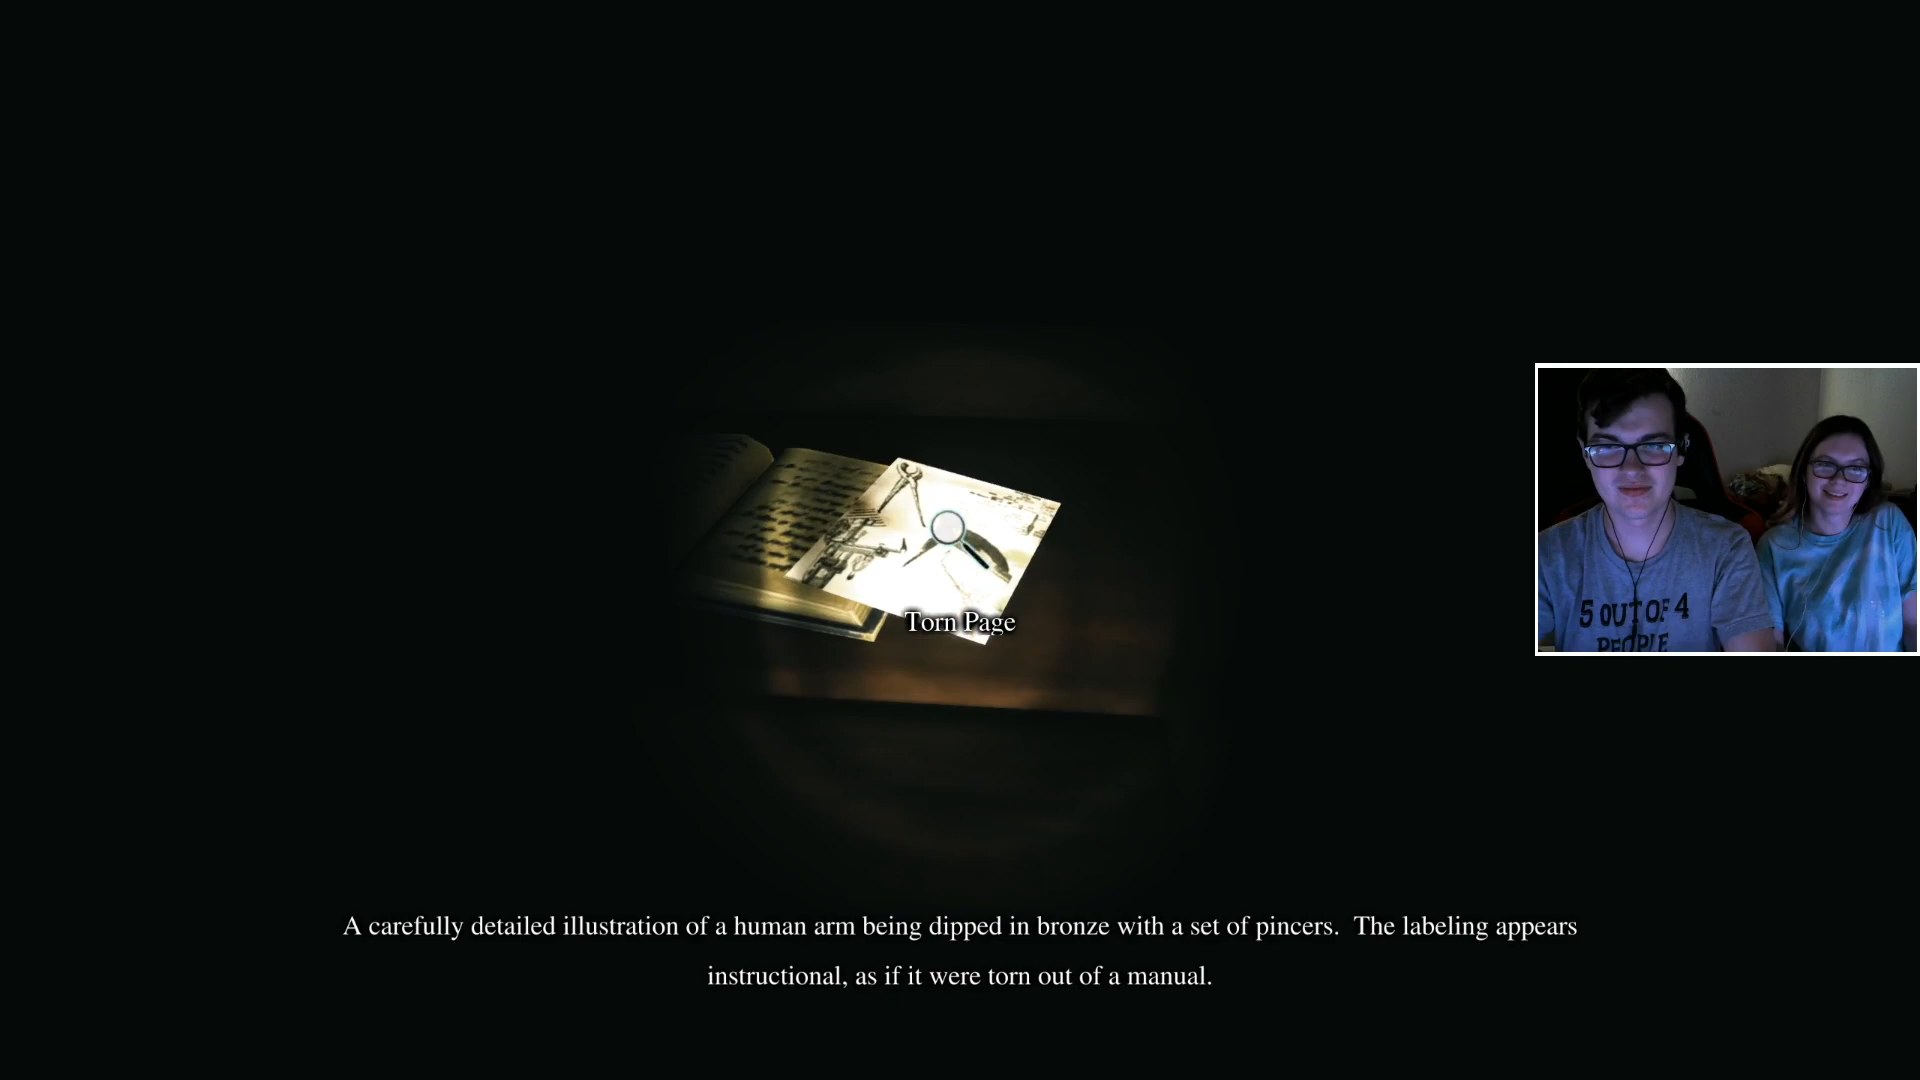 5 OUT OF 4
PEOPLE
Torn Page
A carefully detailed illustration of a human arm being dipped in bronze with a set of pincers.  The labeling appears
instructional, as if it were torn out of a manual.